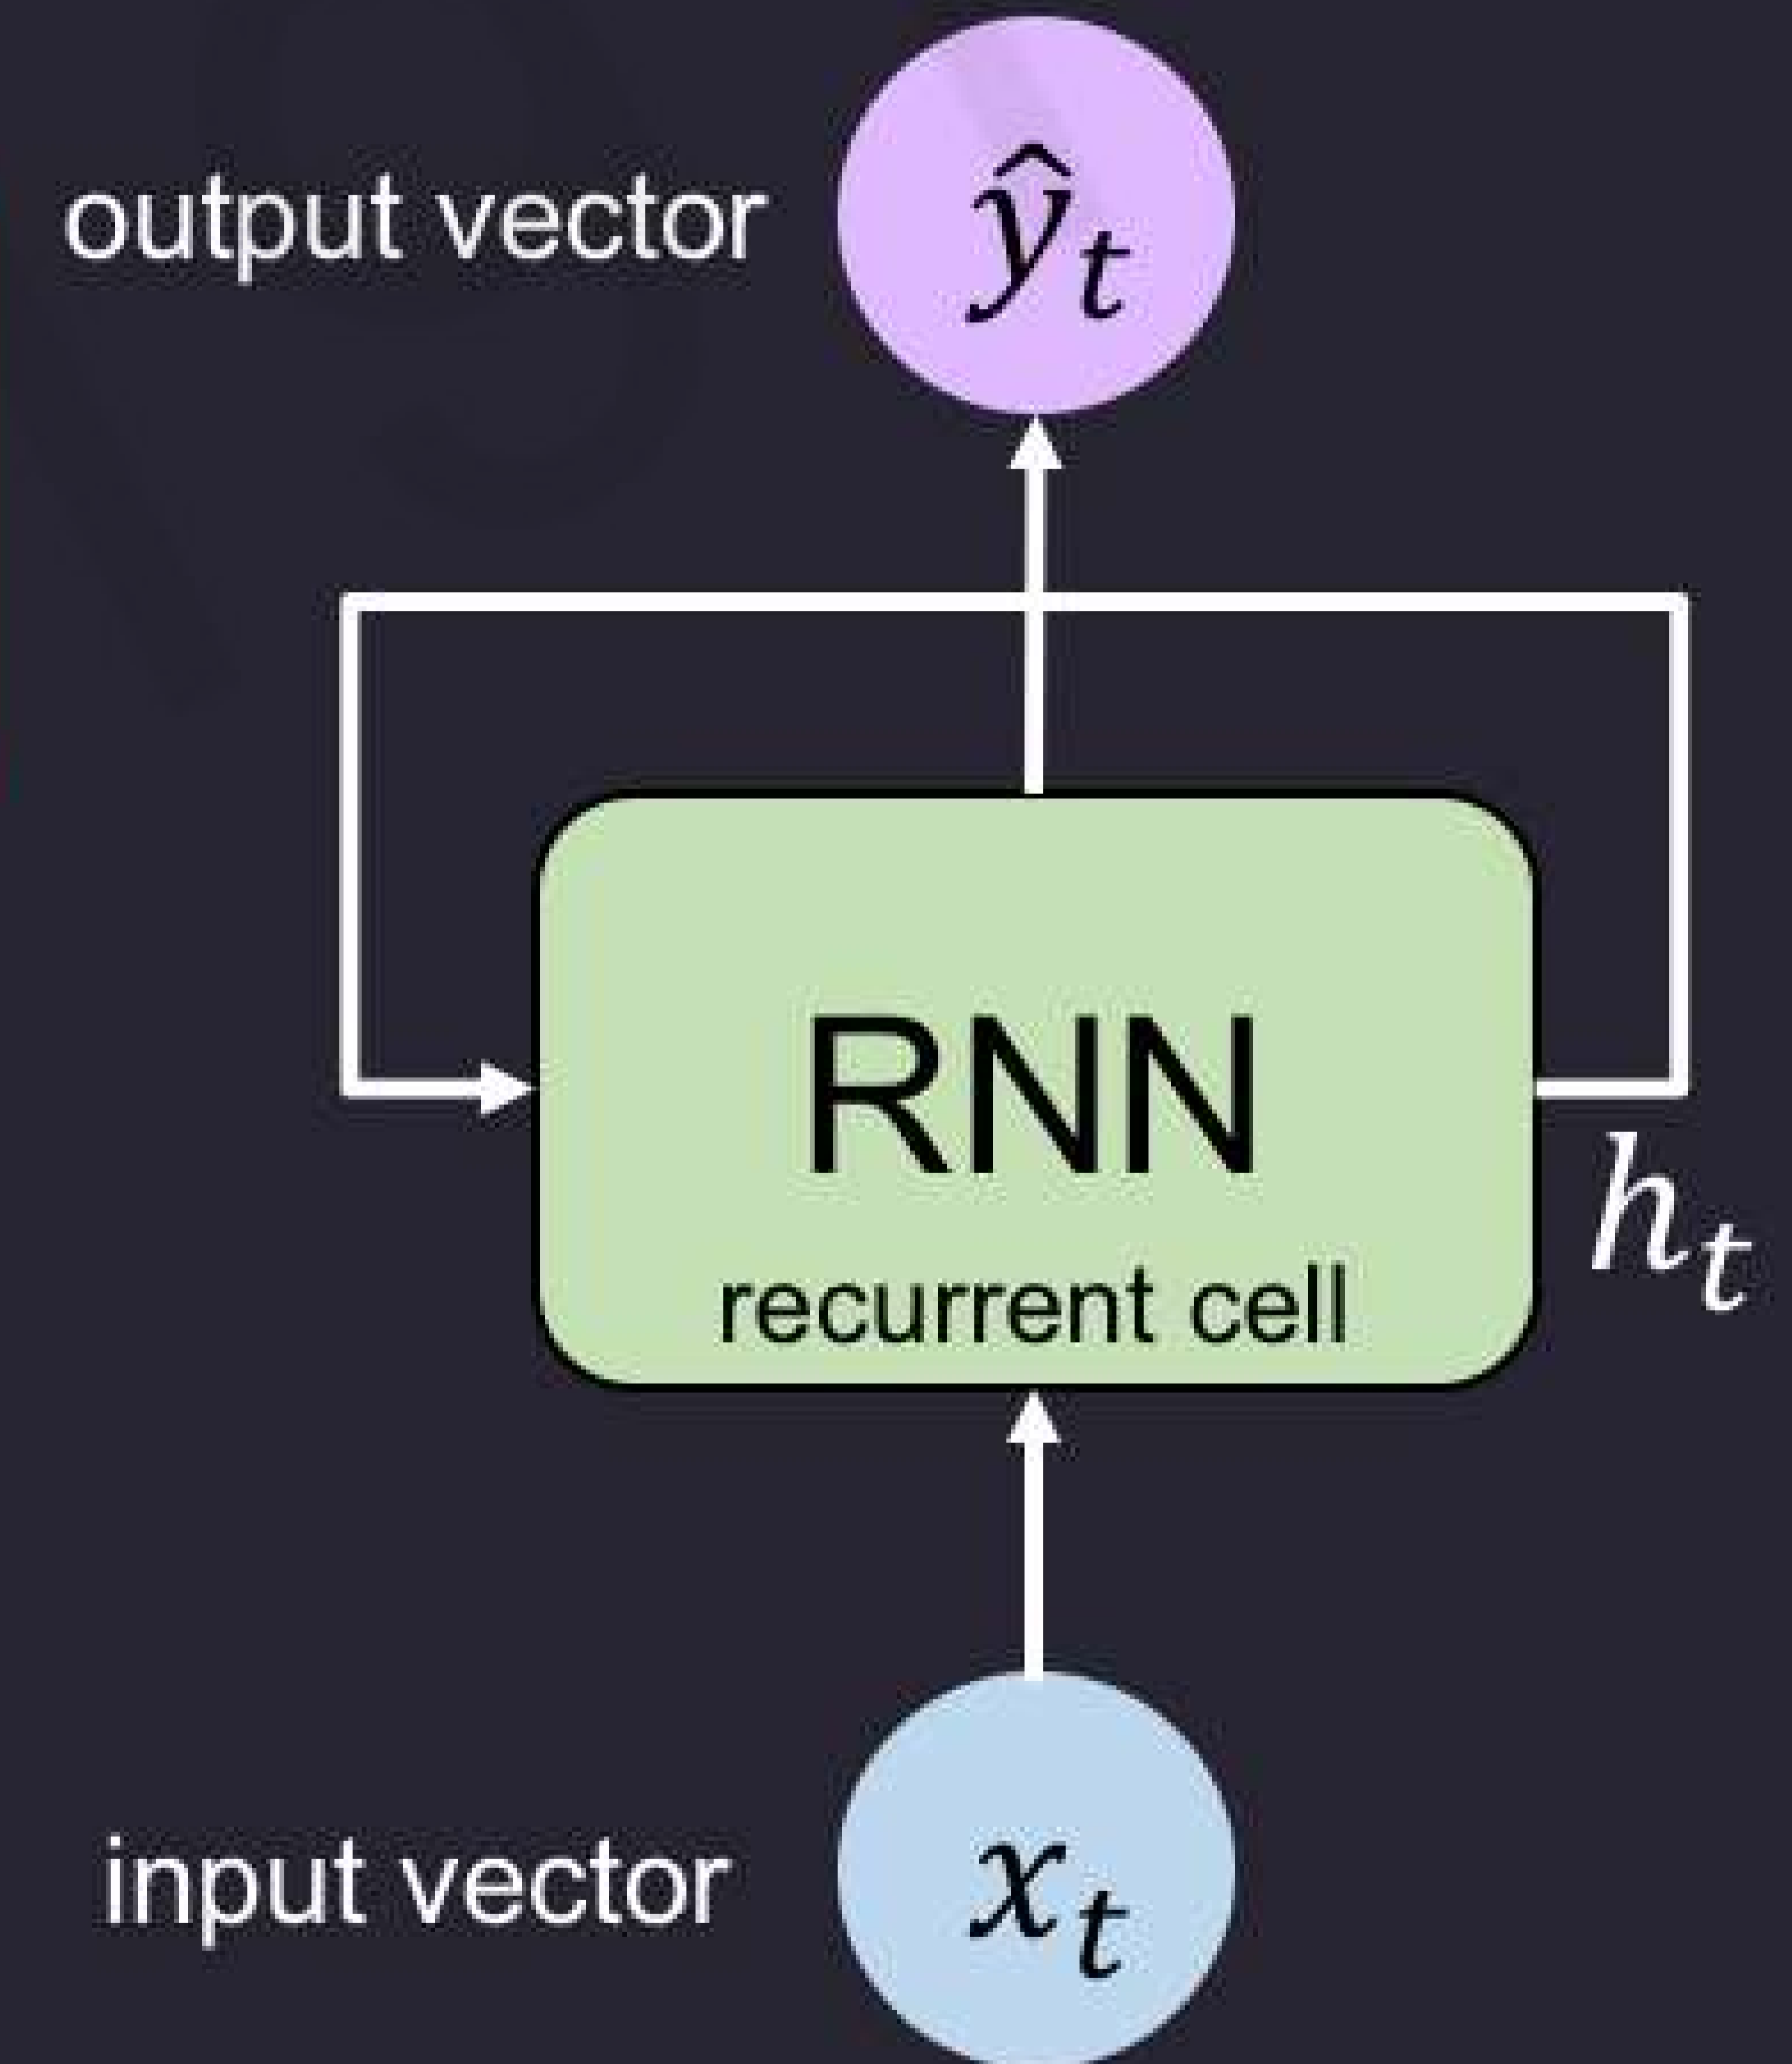 output vector
ŷₜ
RNN
hₜ
recurrent cell
input vector
xₜ